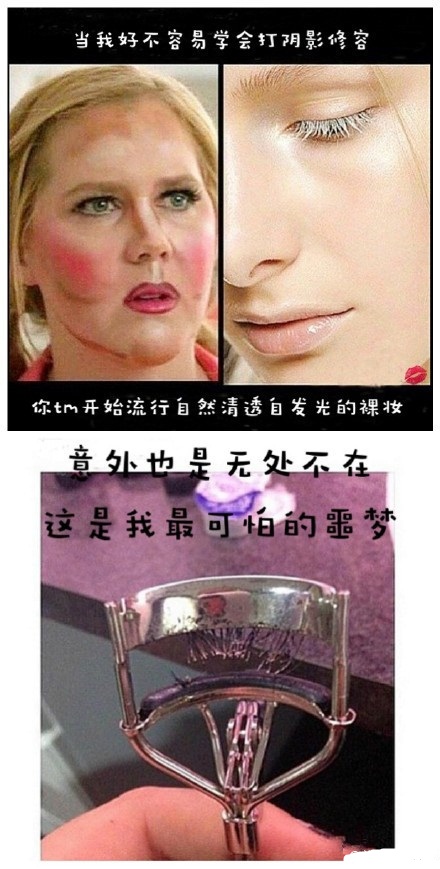 当我好不容易学会打阴影修容
你tm开始流行自然清透自发光的裸妆
意外也是无处不在
这是我最可怕的噩梦